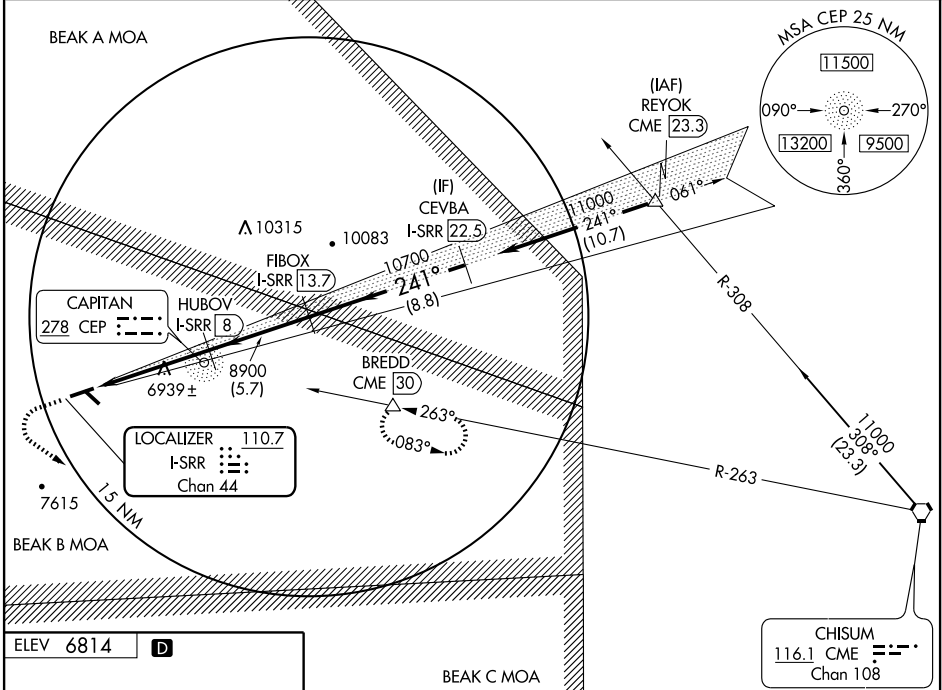 BEAK A MOA
MSA CEP 25 NM
11500
090°
270°
13200
9500
360°
(IAF)
REYOK
CME 23.3
061°
11000
241°
(10.7)
(IF)
CEVBA
I-SRR 22.5
10315
10083
10700
241°
(8.8)
FIBOX
I-SRR 13.7
CAPITAN
278 CEP
HUBOV
I-SRR 8
R-308
BREDD
CME 30
8900
(5.7)
6939 ±
263°
083°
LOCALIZER 110.7
I-SRR
Chan 44
11000
308°
(23.3)
R-263
7615
15 NM
BEAK B MOA
CHISUM
116.1 CME
Chan 108
ELEV 6814 D
BEAK C MOA